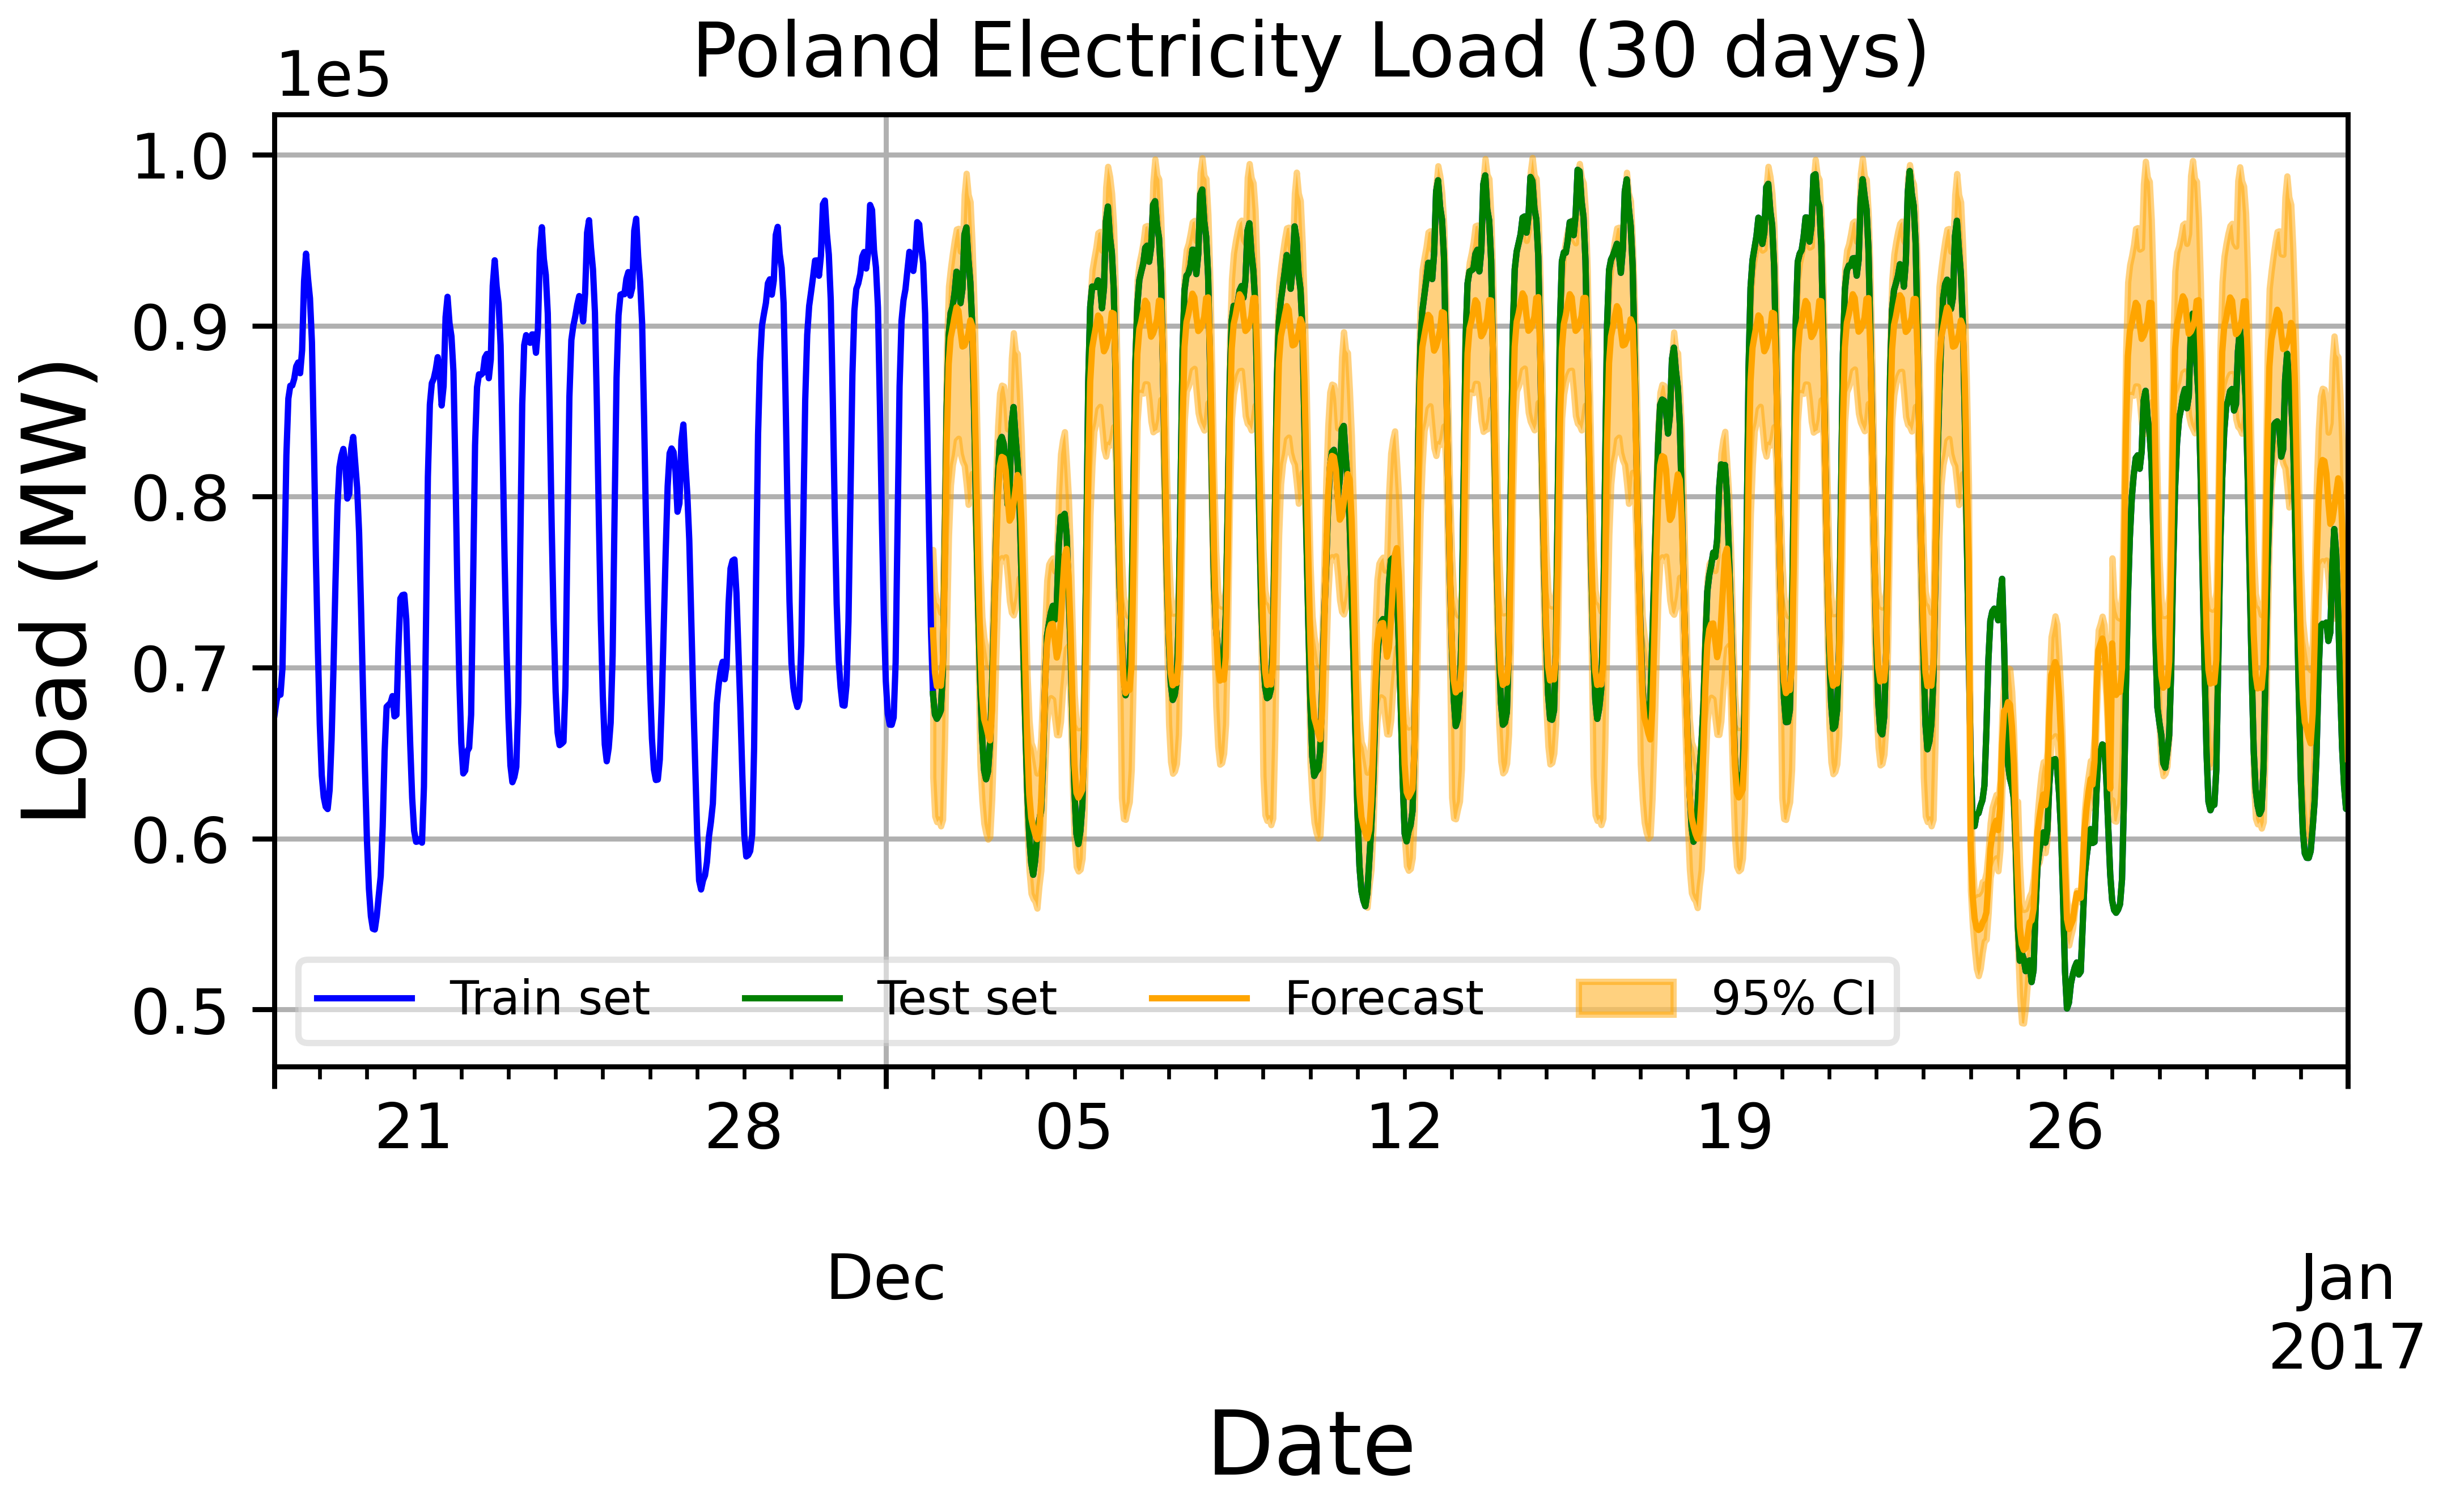 Poland Electricity Load (30 days)
1e5
1.0
0.9
0.8
0.7
0.6
0.5
Load (MW)
Train set
Test set
Forecast
95% CI
21
28
05
12
19
26
Dec
Jan
2017
Date